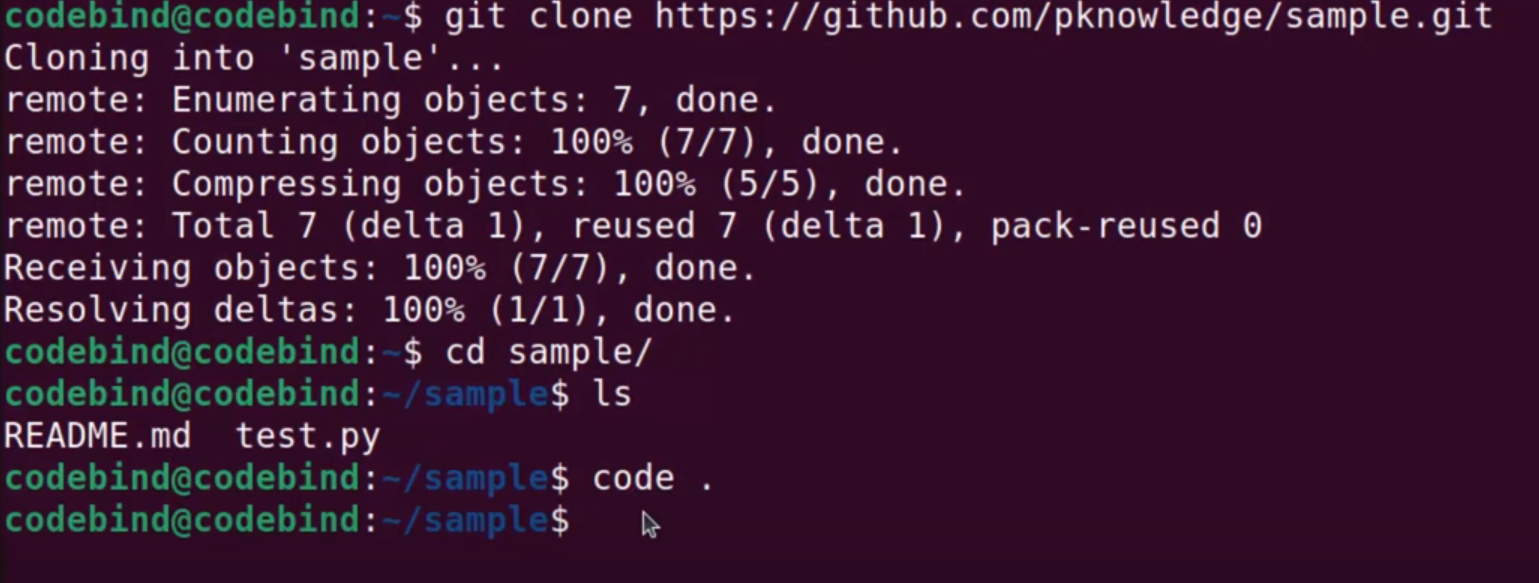 codebind@codebind:~$ git clone https://github.com/pknowledge/sample.git
Cloning into 'sample'...
remote: Enumerating objects: 7, done.
remote: Counting objects: 100% (7/7), done.
remote: Compressing objects: 100% (5/5), done.
remote: Total 7 (delta 1), reused 7 (delta 1), pack-reused 0
Receiving objects: 100% (7/7), done.
Resolving deltas: 100% (1/1), done.
codebind@codebind:~$ cd sample/
codebind@codebind:~/sample$ ls
README.md  test.py
codebind@codebind:~/sample$ code .
codebind@codebind:~/sample$